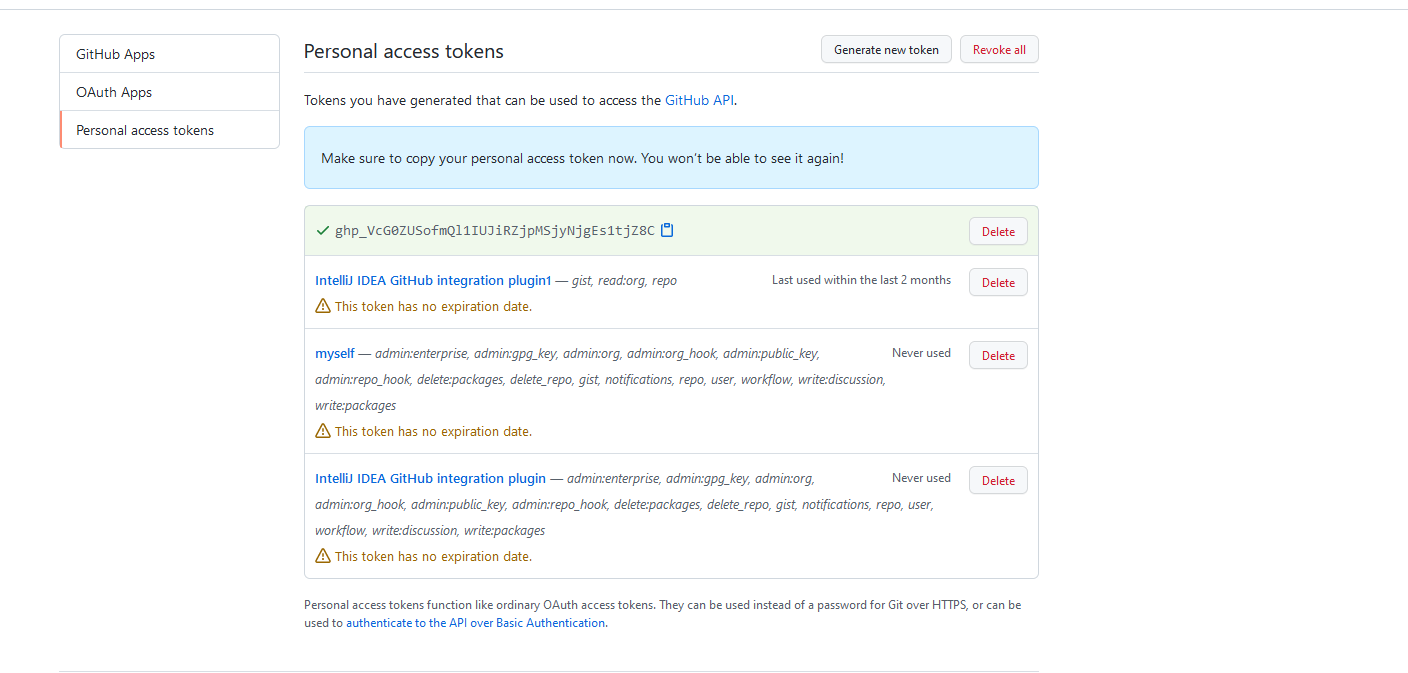 GitHub Apps
OAuth Apps
Personal access tokens
Personal access tokens
Generate new token
Revoke all
Tokens you have generated that can be used to access the GitHub API.
Make sure to copy your personal access token now. You won't be able to see it again!
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
Delete
IntelliJ IDEA GitHub integration plugin1 — gist, read:org, repo
Last used within the last 2 months
Delete
This token has no expiration date.
myself — admin:enterprise, admin:gpg_key, admin:org, admin:org_hook, admin:public_key,
Never used
Delete
admin:repo_hook, delete:packages, delete_repo, gist, notifications, repo, user, workflow, write:discussion,
write:packages
This token has no expiration date.
IntelliJ IDEA GitHub integration plugin — admin:enterprise, admin:gpg_key, admin:org,
Never used
Delete
admin:org_hook, admin:public_key, admin:repo_hook, delete:packages, delete_repo, gist, notifications, repo, user,
workflow, write:discussion, write:packages
This token has no expiration date.
Personal access tokens function like ordinary OAuth access tokens. They can be used instead of a password for Git over HTTPS, or can be
used to authenticate to the API over Basic Authentication.